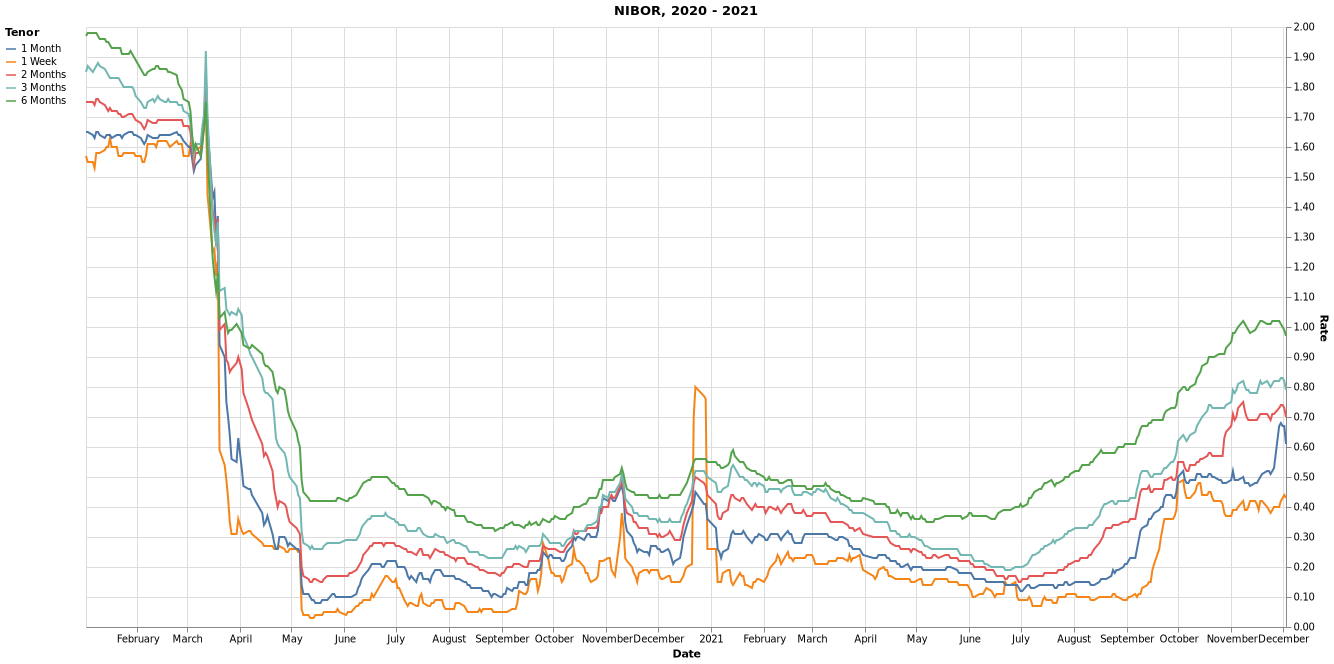 NIBOR, 2020 - 2021
Tenor
1 Month
1 Week
2 Months
3 Months
6 Months
2.00
1.90
1.80
1.70
1.60
1.50
1.40
1.30
1.20
1.10
1.00
0.90
0.80
0.70
0.60
0.50
0.40
0.30
0.20
0.10
0.00
Rate
February March April May June July August September October November December 2021 February March April May June July August September October November December
Date